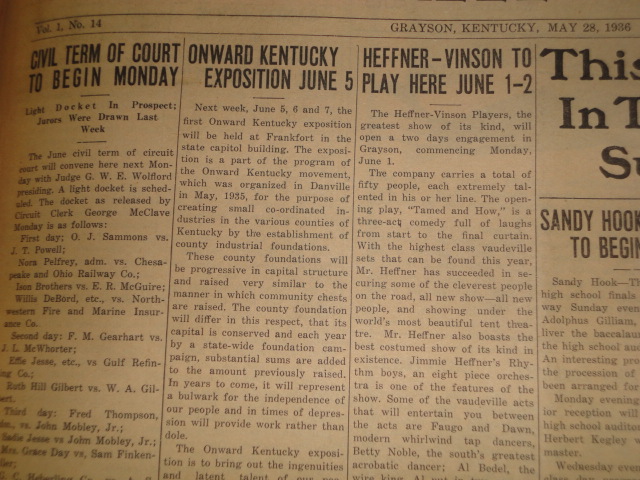 Vol. 1, No. 14
GRAYSON, KENTUCKY, MAY 28, 1936
CIVIL TERM OF COURT
TO BEGIN MONDAY
Light Docket In Prospect;
Jurors Were Drawn Last
Week
The June civil term of circuit
court will convene here next Mon-
day with Judge G. W. E. Wolfford
presiding. A light docket is sched-
uled. The docket as released by
Circuit Clerk George McClave
Monday is as follows:
First day; O. J. Sammons vs.
J. T. Powell;
Nora Pelfrey, adm. vs. Chesa-
peake and Ohio Railway Co.;
Ison Brothers vs. E. R. McGuire;
Willis DeBord, etc., vs. North-
western Fire and Marine Insur-
ance Co.
Second day: F. M. Gearhart vs.
J. L. McWhorter;
Effie Jesse, etc., vs Gulf Refin-
ing Co.;
Ruth Hill Gilbert vs. W. A. Gil-
bert.
Third day: Fred Thompson,
vs. John Mobley, Jr.;
Sadie Jesse vs John Mobley, Jr.;
Mrs. Grace Day vs, Sam Finken-
ONWARD KENTUCKY
EXPOSITION JUNE 5
Next week, June 5, 6 and 7, the
first Onward Kentucky exposition
will be held at Frankfort in the
state capitol building. The exposi-
tion is a part of the program of
the Onward Kentucky movement,
which was organized in Danville
in May, 1935, for the purpose of
creating small co-ordinated in-
dustries in the various counties of
Kentucky by the establishment of
county industrial foundations.
These county foundations will
be progressive in capital structure
and raised very similar to the
manner in which community chests
are raised. The county foundation
will differ in this respect, that its
capital is conserved and each year
by a state-wide foundation cam-
paign, substantial sums are added
to the amount previously raised.
In years to come, it will represent
a bulwark for the independence of
our people and in times of depres-
sion will provide work rather than
dole.
The Onward Kentucky exposi-
tion is to bring out the ingenuities
and latent talent of our
HEFFNER-VINSON TO
PLAY HERE JUNE 1-2
The Heffner-Vinson Players, the
greatest show of its kind, will
open a two days engagement in
Grayson, commencing Monday,
June 1.
The company carries a total of
fifty people, each extremely tal-
ented in his or her line. The open-
ing play, "Tamed and How," is a
three-act comedy full of laughs
from start to the final curtain.
With the highest class vaudeville
sets that can be found this year,
Mr. Heffner has succeeded in se-
curing some of the cleverest people
on the road, all new show—all new
people, and showing under the
world's most beautiful tent thea-
tre. Mr. Heffner also boasts the
best costumed show of its kind in
existence. Jimmie Heffner's Rhy-
thm boys, an eight piece orches-
tra is one of the features of the
show. Some of the vaudeville acts
that will entertain you between
the acts are Faugo and Dawn,
modern whirlwind tap dancers,
Betty Noble, the south's greatest
acrobatic dancer; Al Bedel, the
wire king,
This
In T
Su
SANDY HOOK
TO BEGIN
Sandy Hook—Th
high school finals
way Sunday even
Adolphus Gilliam,
liver the baccalaur
the high school au
An interesting pro
the procession of
been arranged for
Monday evening
ior reception will
high school auditor
Herbert Kegley w
master.
Wednesday even